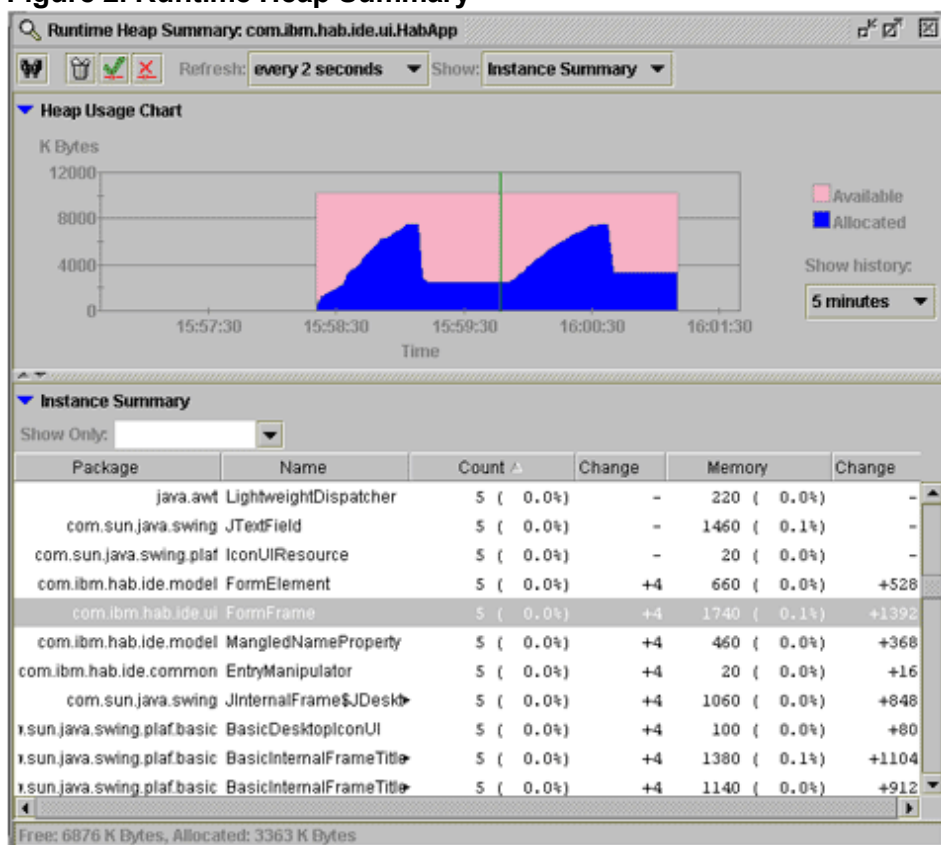 Figure 2. Runtime Heap Summary
Runtime Heap Summary: com.ibm.hab.ide.ui.HabApp
Refresh: every 2 seconds Show: Instance Summary
Heap Usage Chart
K Bytes
12000
8000
4000
0
15:57:30 15:58:30 15:59:30 16:00:30 16:01:30
Time
Available
Allocated
Show history:
5 minutes
Instance Summary
Show Only:
Package Name Count Change Memory Change
java.awt LightweightDispatcher 5 ( 0.0%) - 220 ( 0.0%) -
com.sun.java.swing JTextField 5 ( 0.0%) - 1460 ( 0.1%) -
com.sun.java.swing.plaf IconUIResource 5 ( 0.0%) - 20 ( 0.0%) -
com.ibm.hab.ide.model FormElement 5 ( 0.0%) +4 660 ( 0.0%) +528
com.ibm.hab.ide.ui FormFrame 5 ( 0.0%) +4 1740 ( 0.1%) +1392
com.ibm.hab.ide.model MangledNameProperty 5 ( 0.0%) +4 460 ( 0.0%) +368
com.ibm.hab.ide.common EntryManipulator 5 ( 0.0%) +4 20 ( 0.0%) +16
com.sun.java.swing JInternalFrame$JDeskt 5 ( 0.0%) +4 1060 ( 0.0%) +848
.sun.java.swing.plaf.basic BasicDesktopIconUI 5 ( 0.0%) +4 100 ( 0.0%) +80
.sun.java.swing.plaf.basic BasicInternalFrameTitle 5 ( 0.0%) +4 1380 ( 0.1%) +1104
.sun.java.swing.plaf.basic BasicInternalFrameTitle 5 ( 0.0%) +4 1140 ( 0.0%) +912
Free: 6876 K Bytes, Allocated: 3363 K Bytes